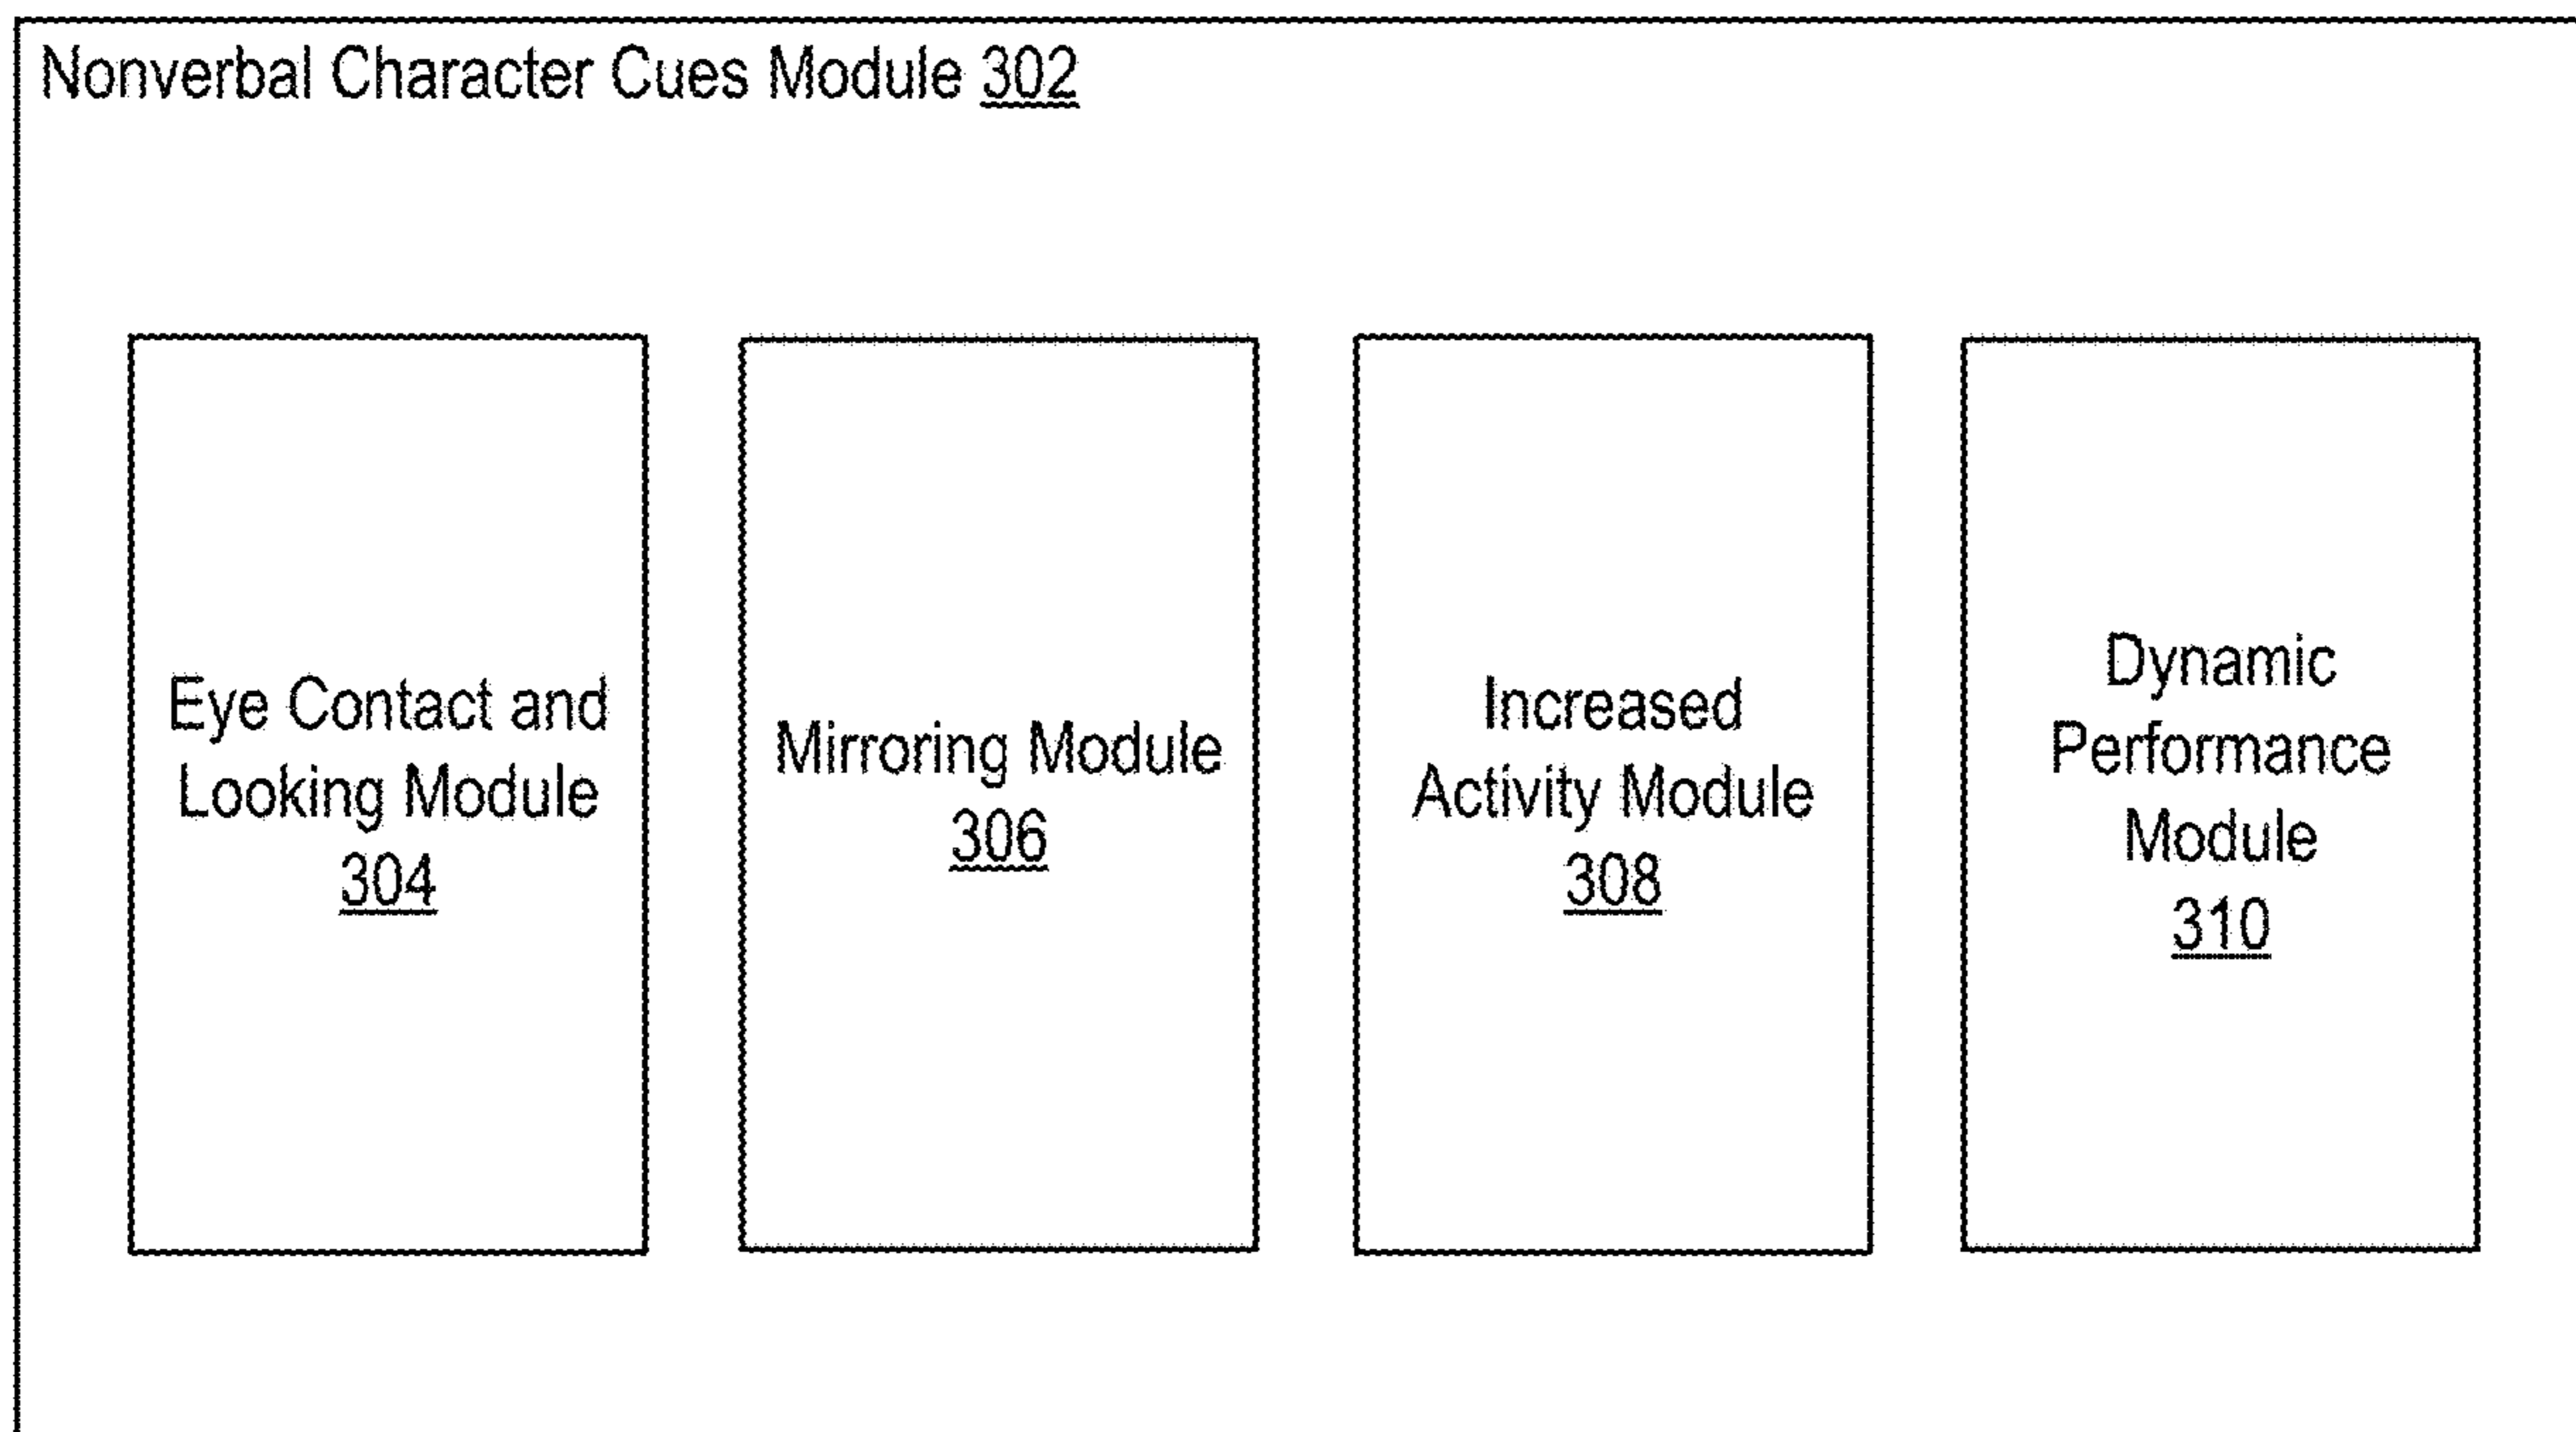 Nonverbal Character Cues Module 302
Eye Contact and
Looking Module
304
Mirroring Module
306
Increased
Activity Module
308
Dynamic
Performance
Module
310